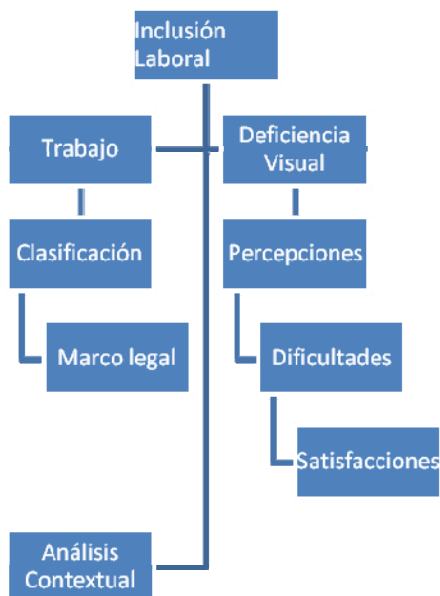 Inclusión
Laboral
Trabajo
Deficiencia
Visual
Clasificación
Percepciones
Marco legal
Dificultades
Satisfacciones
Análisis
Contextual